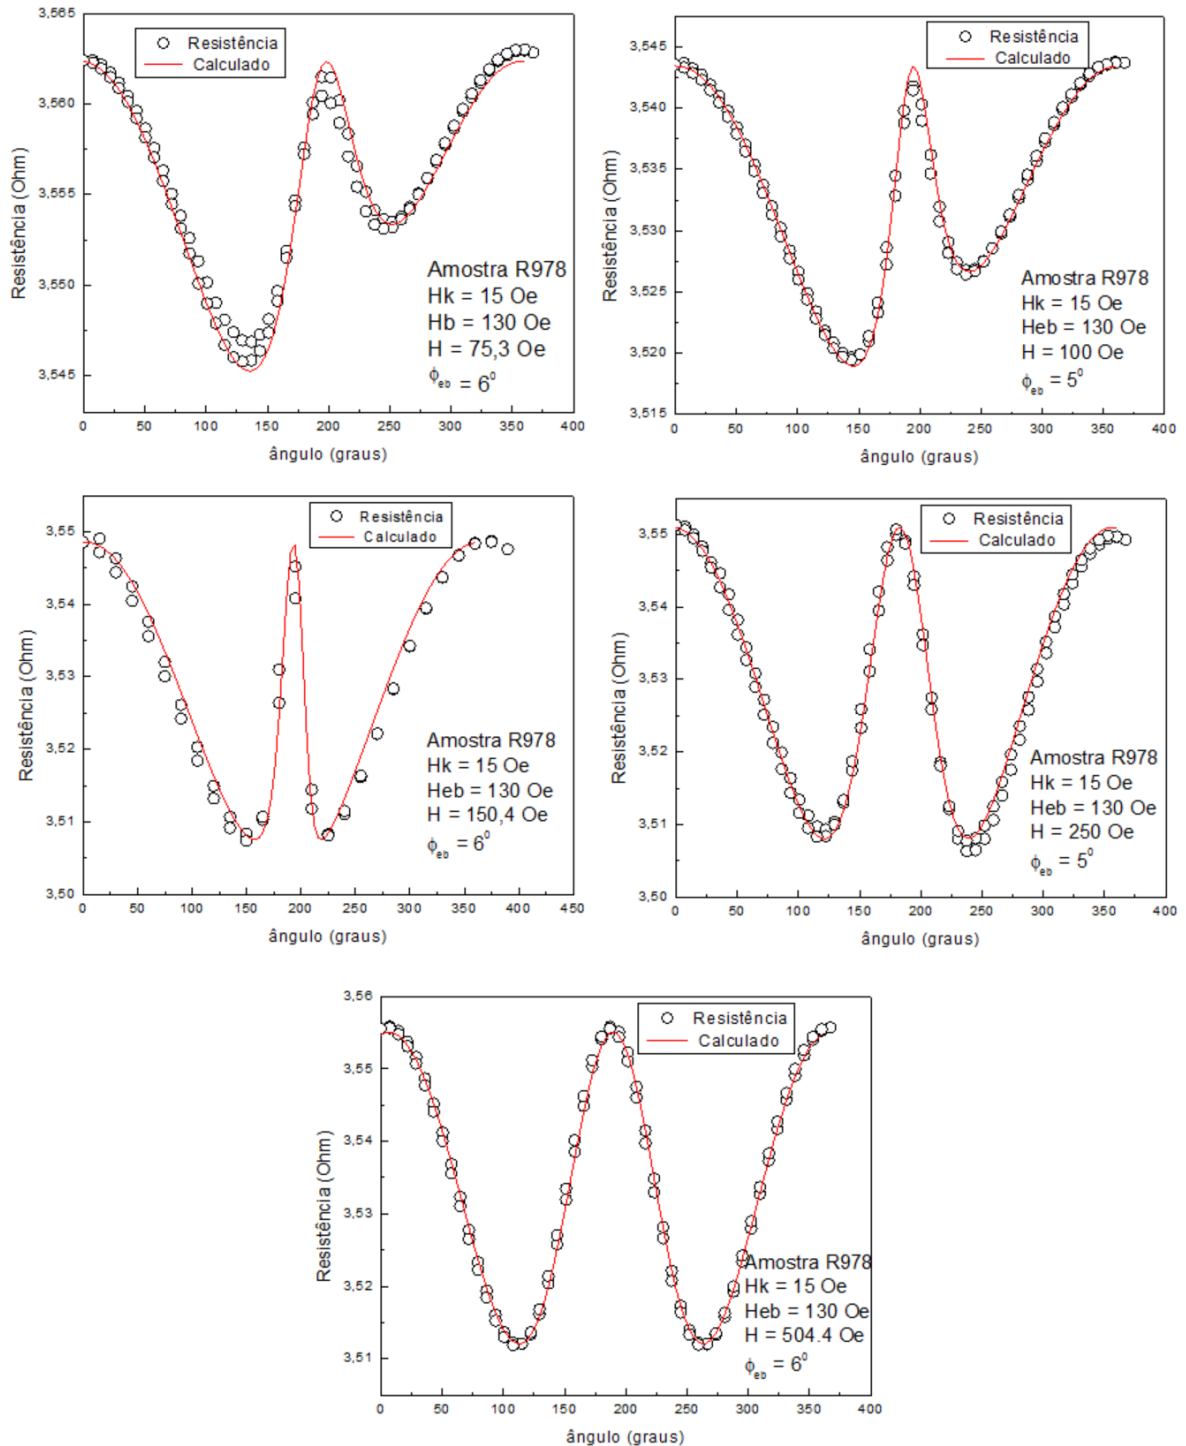 3,565
3,560
3,555
3,550
3,545
Resistência (Ohm)
Resistência
Calculado
Amostra R978
Hk = 15 Oe
Hb = 130 Oe
H = 75,3 Oe
ϕeb = 6⁰
0 50 100 150 200 250 300 350 400
ângulo (graus)
3,545
3,540
3,535
3,530
3,525
3,520
3,515
Resistência (Ohm)
Resistência
Calculado
Amostra R978
Hk = 15 Oe
Heb = 130 Oe
H = 100 Oe
ϕeb = 5⁰
0 50 100 150 200 250 300 350 400
ângulo (graus)
3,55
3,54
3,53
3,52
3,51
3,50
Resistência (Ohm)
Resistência
Calculado
Amostra R978
Hk = 15 Oe
Heb = 130 Oe
H = 150,4 Oe
ϕeb = 6⁰
0 50 100 150 200 250 300 350 400 450
ângulo (graus)
3,55
3,54
3,53
3,52
3,51
3,50
Resistência (Ohm)
Resistência
Calculado
Amostra R978
Hk = 15 Oe
Heb = 130 Oe
H = 250 Oe
ϕeb = 5⁰
0 50 100 150 200 250 300 350 400
ângulo (graus)
3,56
3,55
3,54
3,53
3,52
3,51
Resistência (Ohm)
Resistência
Calculado
Amostra R978
Hk = 15 Oe
Heb = 130 Oe
H = 504.4 Oe
ϕeb = 6⁰
0 50 100 150 200 250 300 350 400
ângulo (graus)